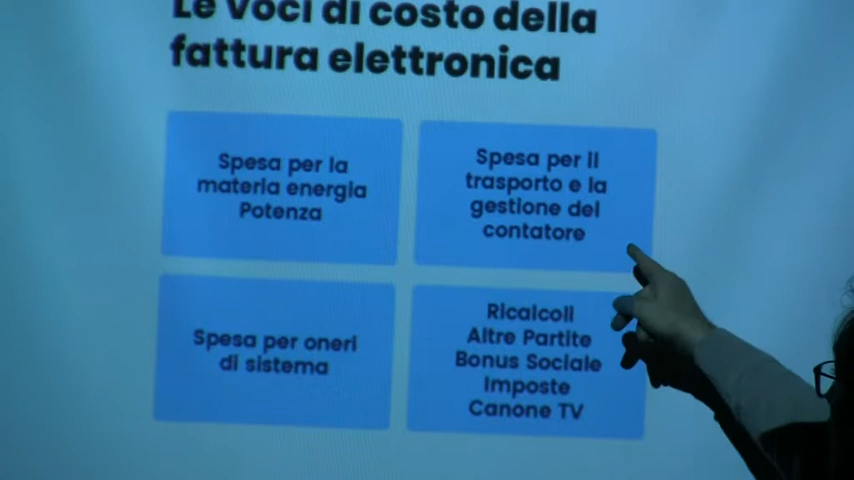 Le voci di costo della
fattura elettronica
Spesa per la
materia energia
Potenza
Spesa per il
trasporto e la
gestione del
contatore
Spesa per oneri
di sistema
Ricalcoli
Altre Partite
Bonus Sociale
Imposte
Canone TV